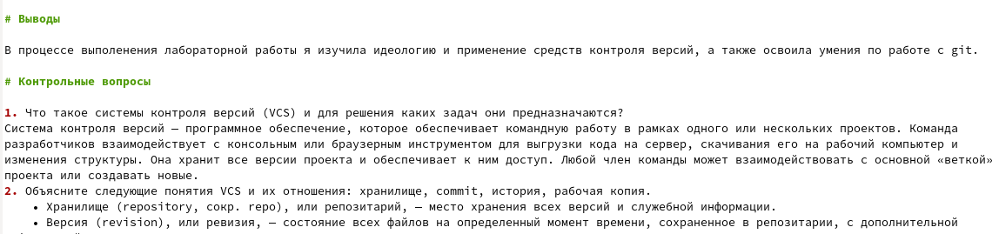 # Выводы
В процессе выполенения лабораторной работы я изучила идеологию и применение средств контроля версий, а также освоила умения по работе с git.
# Контрольные вопросы
1. Что такое системы контроля версий (VCS) и для решения каких задач они предназначаются?
Система контроля версий — программное обеспечение, которое обеспечивает командную работу в рамках одного или нескольких проектов. Команда
разработчиков взаимодействует с консольным или браузерным инструментом для выгрузки кода на сервер, скачивания его на рабочий компьютер и
изменения структуры. Она хранит все версии проекта и обеспечивает к ним доступ. Любой член команды может взаимодействовать с основной «веткой»
проекта или создавать новые.
2. Объясните следующие понятия VCS и их отношения: хранилище, commit, история, рабочая копия.
• Хранилище (repository, сокр. repo), или репозитарий, — место хранения всех версий и служебной информации.
• Версия (revision), или ревизия, — состояние всех файлов на определенный момент времени, сохраненное в репозитарии, с дополнительной